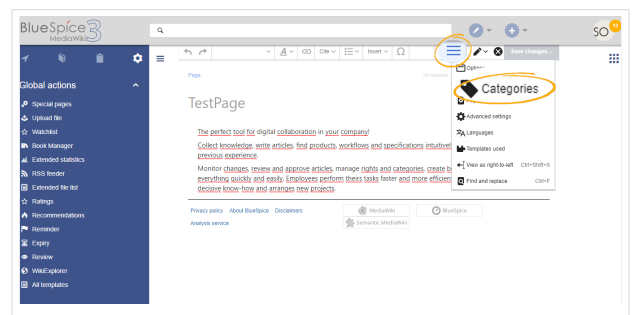 BlueSpice 3
MediaWiki
SO
Cite
Insert
Ω
Save changes...
Options
Categories
Advanced settings
Languages
Templates used
View as right-to-left Ctrl+Shift+X
Find and replace Ctrl+F
Global actions
Special pages
Upload file
Watchlist
Book Manager
Extended statistics
RSS feeder
Extended file list
Ratings
Recommendations
Reminder
Expiry
Review
WikiExplorer
All templates
Page
TestPage
The perfect tool for digital collaboration in your company!
Collect knowledge, write articles, find products, workflows and specifications intuitivel
previous experience.
Monitor changes, review and approve articles, manage rights and categories, create b
everything quickly and easily. Employees perform theirs tasks faster and more efficien
decisive know-how and arranges new projects.
Privacy policy About BlueSpice Disclaimers
Analysis service
MediaWiki
BlueSpice
Semantic MediaWiki